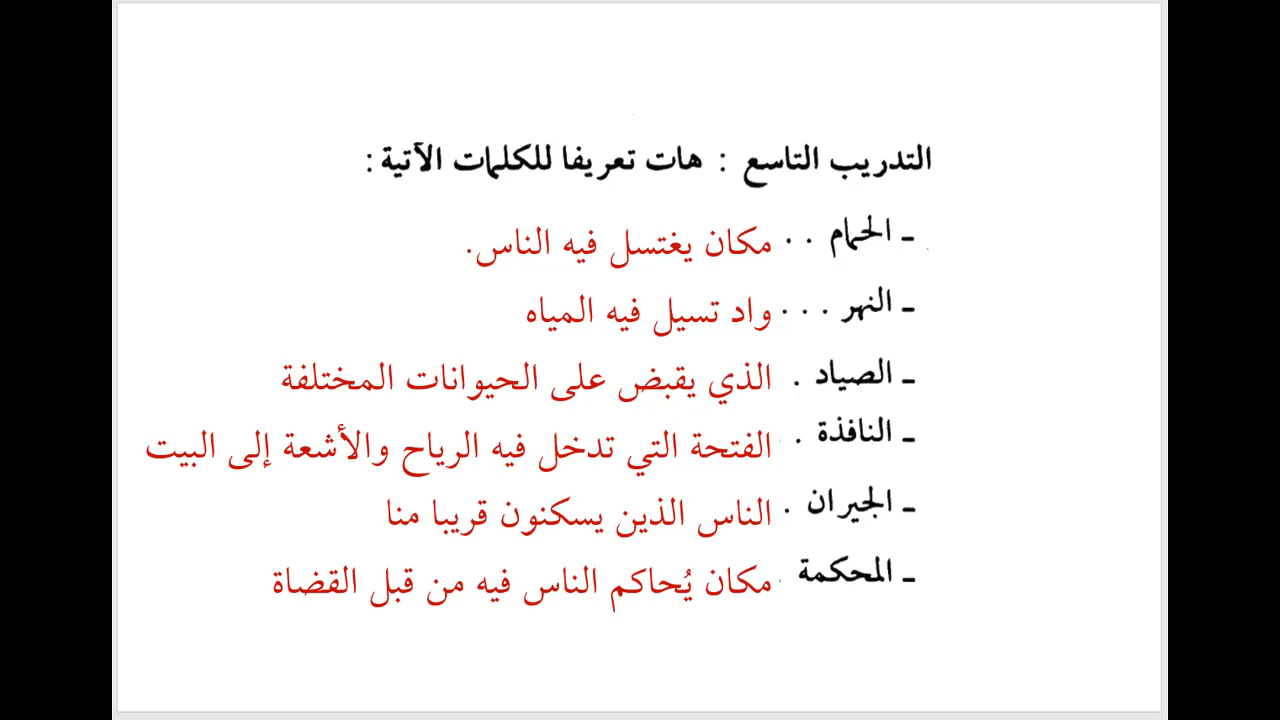 التدريب التاسع : هات تعريفا للكلمات الآتية :
ـ الحمام . . مكان يغتسل فيه الناس.
ـ النهر . . . واد تسيل فيه المياه
ـ الصياد . الذي يقبض على الحيوانات المختلفة
ـ النافذة . الفتحة التي تدخل فيه الرياح والأشعة إلى البيت
ـ الجيران . الناس الذين يسكنون قريبا منا
ـ المحكمة . مكان يُحاكم الناس فيه من قبل القضاة